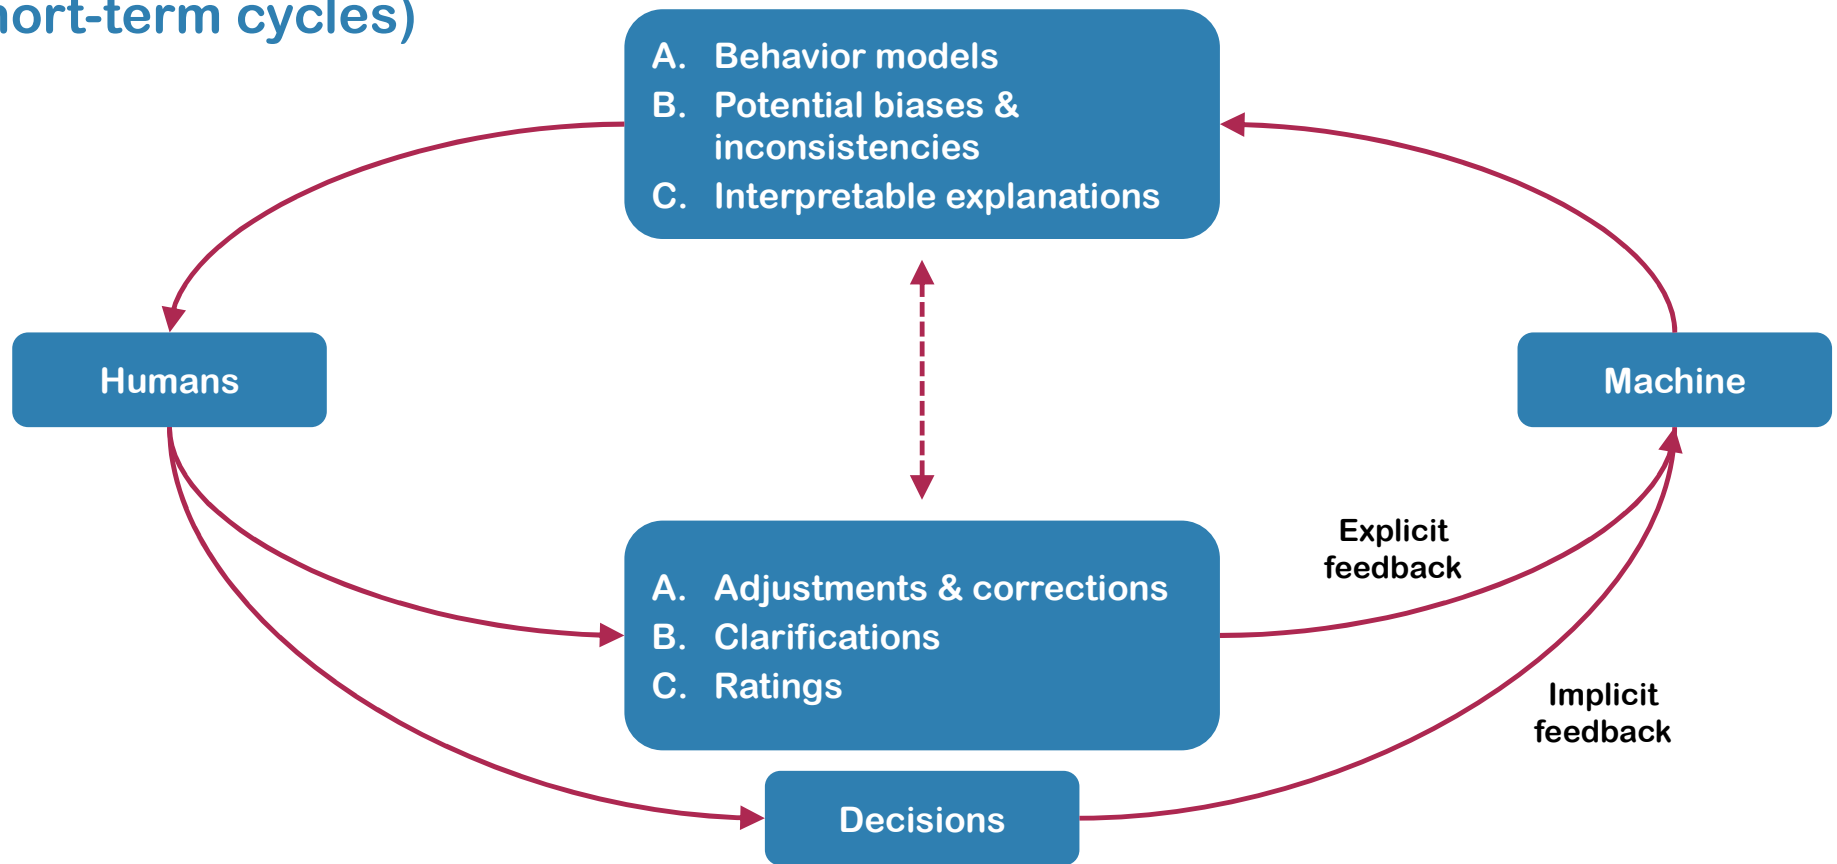 hort-term cycles)
A. Behavior models
B. Potential biases &
inconsistencies
C. Interpretable explanations
Humans
Machine
Explicit
feedback
A. Adjustments & corrections
B. Clarifications
C. Ratings
Implicit
feedback
Decisions